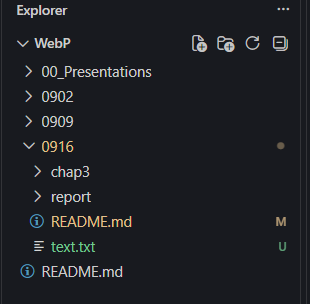 Explorer
WebP
00_Presentations
0902
0909
0916
chap3
report
README.md M
text.txt U
README.md